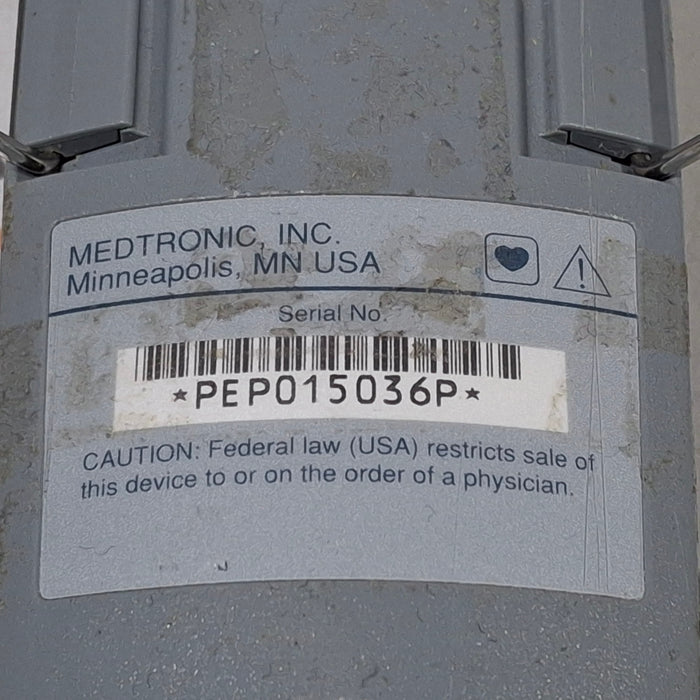 MEDTRONIC, INC.
Minneapolis, MN USA
Serial No.
*PEP015036P*
CAUTION: Federal law (USA) restricts sale of
this device to or on the order of a physician.